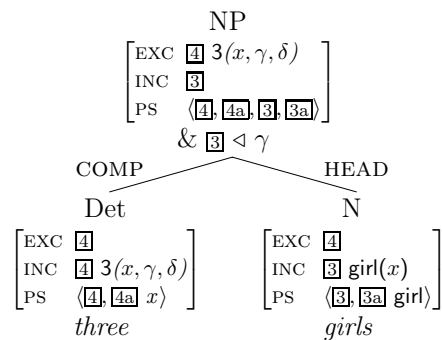 NP
EXC 4 3(x, γ, δ)
INC 3
PS ⟨4, 4a, 3, 3a⟩
& 3 ◁ γ
COMP HEAD
Det N
EXC 4 EXC 4
INC 4 3(x, γ, δ) INC 3 girl(x)
PS ⟨4, 4a x⟩ PS ⟨3, 3a girl⟩
three girls